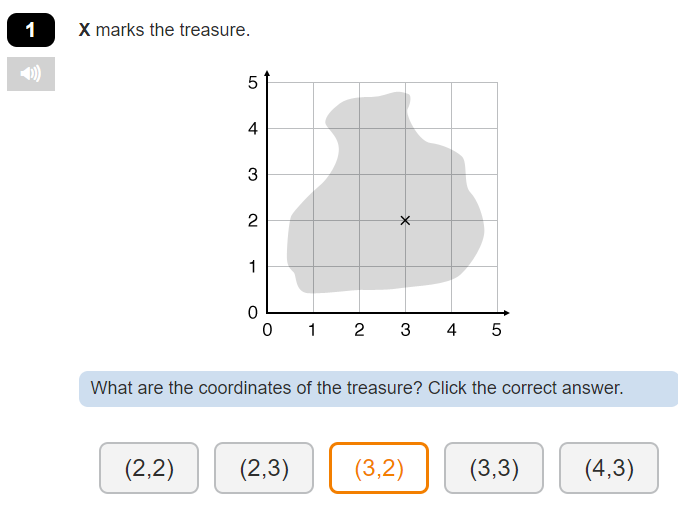 1
X marks the treasure.
5
4
3
2
1
0
0 1 2 3 4 5
What are the coordinates of the treasure? Click the correct answer.
(2,2) (2,3) (3,2) (3,3) (4,3)